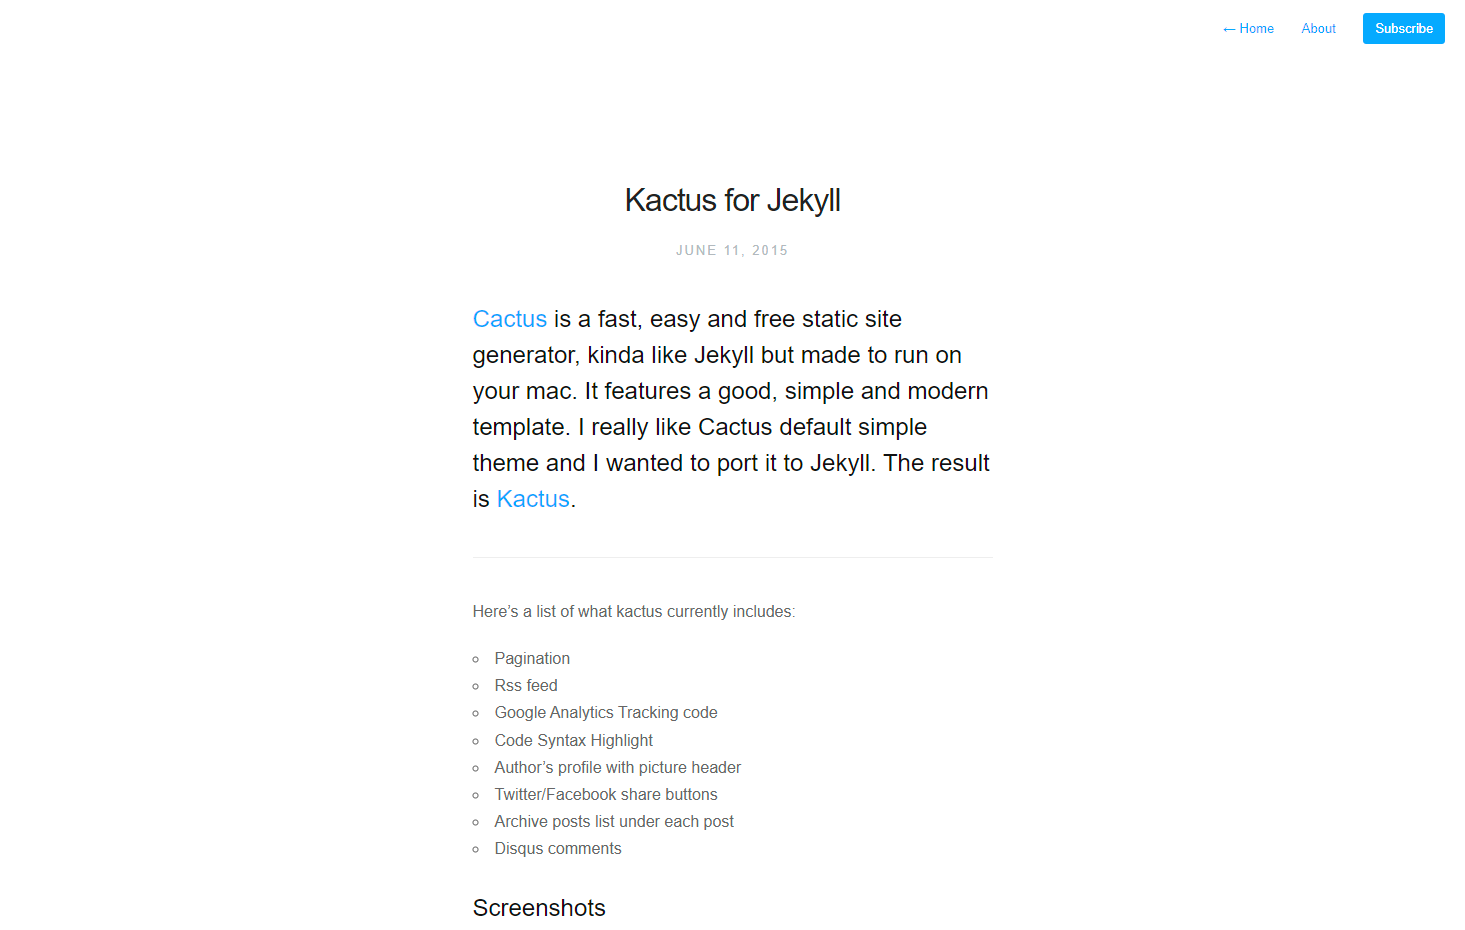 ← Home About Subscribe
Kactus for Jekyll
JUNE 11, 2015
Cactus is a fast, easy and free static site
generator, kinda like Jekyll but made to run on
your mac. It features a good, simple and modern
template. I really like Cactus default simple
theme and I wanted to port it to Jekyll. The result
is Kactus.
Here’s a list of what kactus currently includes:
Pagination
Rss feed
Google Analytics Tracking code
Code Syntax Highlight
Author’s profile with picture header
Twitter/Facebook share buttons
Archive posts list under each post
Disqus comments
Screenshots